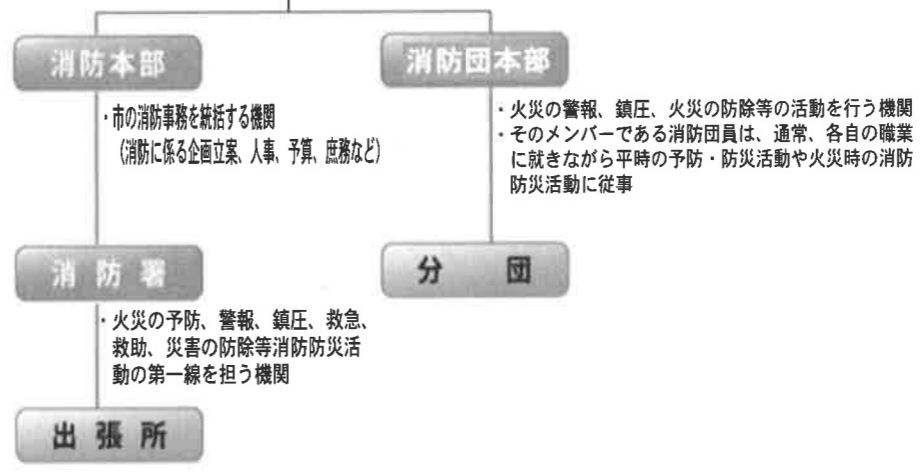 消防本部
・市の消防事務を統括する機関
（消防に係る企画立案、人事、予算、庶務など）
消防署
・火災の予防、警報、鎮圧、救急、
救助、災害の防除等消防防災活
動の第一線を担う機関
出張所
消防団本部
・火災の警報、鎮圧、火災の防除等の活動を行う機関
・そのメンバーである消防団員は、通常、各自の職業
に就きながら平時の予防・防災活動や火災時の消防
防災活動に従事
分団